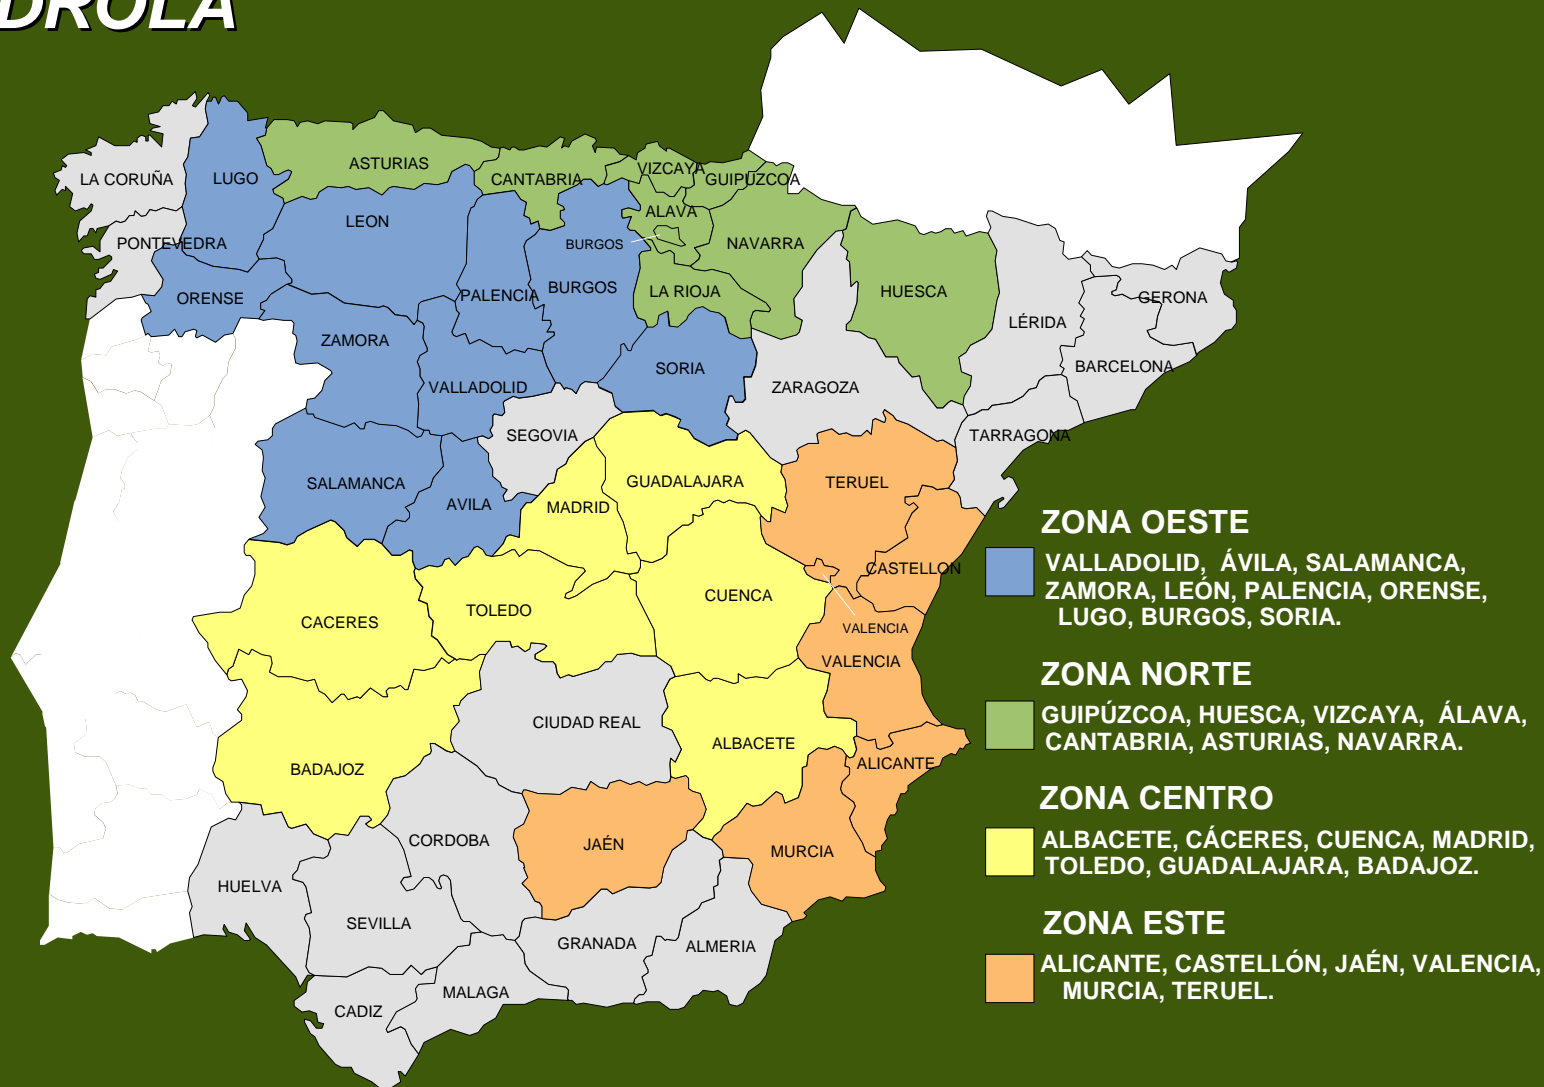 DROLA
LA CORUÑA
LUGO
ASTURIAS
CANTABRIA
VIZCAYA
GUIPÚZCOA
PONTEVEDRA
LEON
ALAVA
BURGOS
NAVARRA
ORENSE
PALENCIA
BURGOS
LA RIOJA
HUESCA
GERONA
ZAMORA
LÉRIDA
VALLADOLID
SORIA
ZARAGOZA
BARCELONA
SEGOVIA
TARRAGONA
SALAMANCA
AVILA
MADRID
GUADALAJARA
TERUEL
CASTELLON
CACERES
TOLEDO
CUENCA
VALENCIA
VALENCIA
CIUDAD REAL
ALBACETE
ALICANTE
BADAJOZ
CORDOBA
JAÉN
MURCIA
HUELVA
SEVILLA
GRANADA
ALMERIA
MALAGA
CADIZ
ZONA OESTE
VALLADOLID, ÁVILA, SALAMANCA,
ZAMORA, LEÓN, PALENCIA, ORENSE,
LUGO, BURGOS, SORIA.
ZONA NORTE
GUIPÚZCOA, HUESCA, VIZCAYA, ÁLAVA,
CANTABRIA, ASTURIAS, NAVARRA.
ZONA CENTRO
ALBACETE, CÁCERES, CUENCA, MADRID,
TOLEDO, GUADALAJARA, BADAJOZ.
ZONA ESTE
ALICANTE, CASTELLÓN, JAÉN, VALENCIA,
MURCIA, TERUEL.